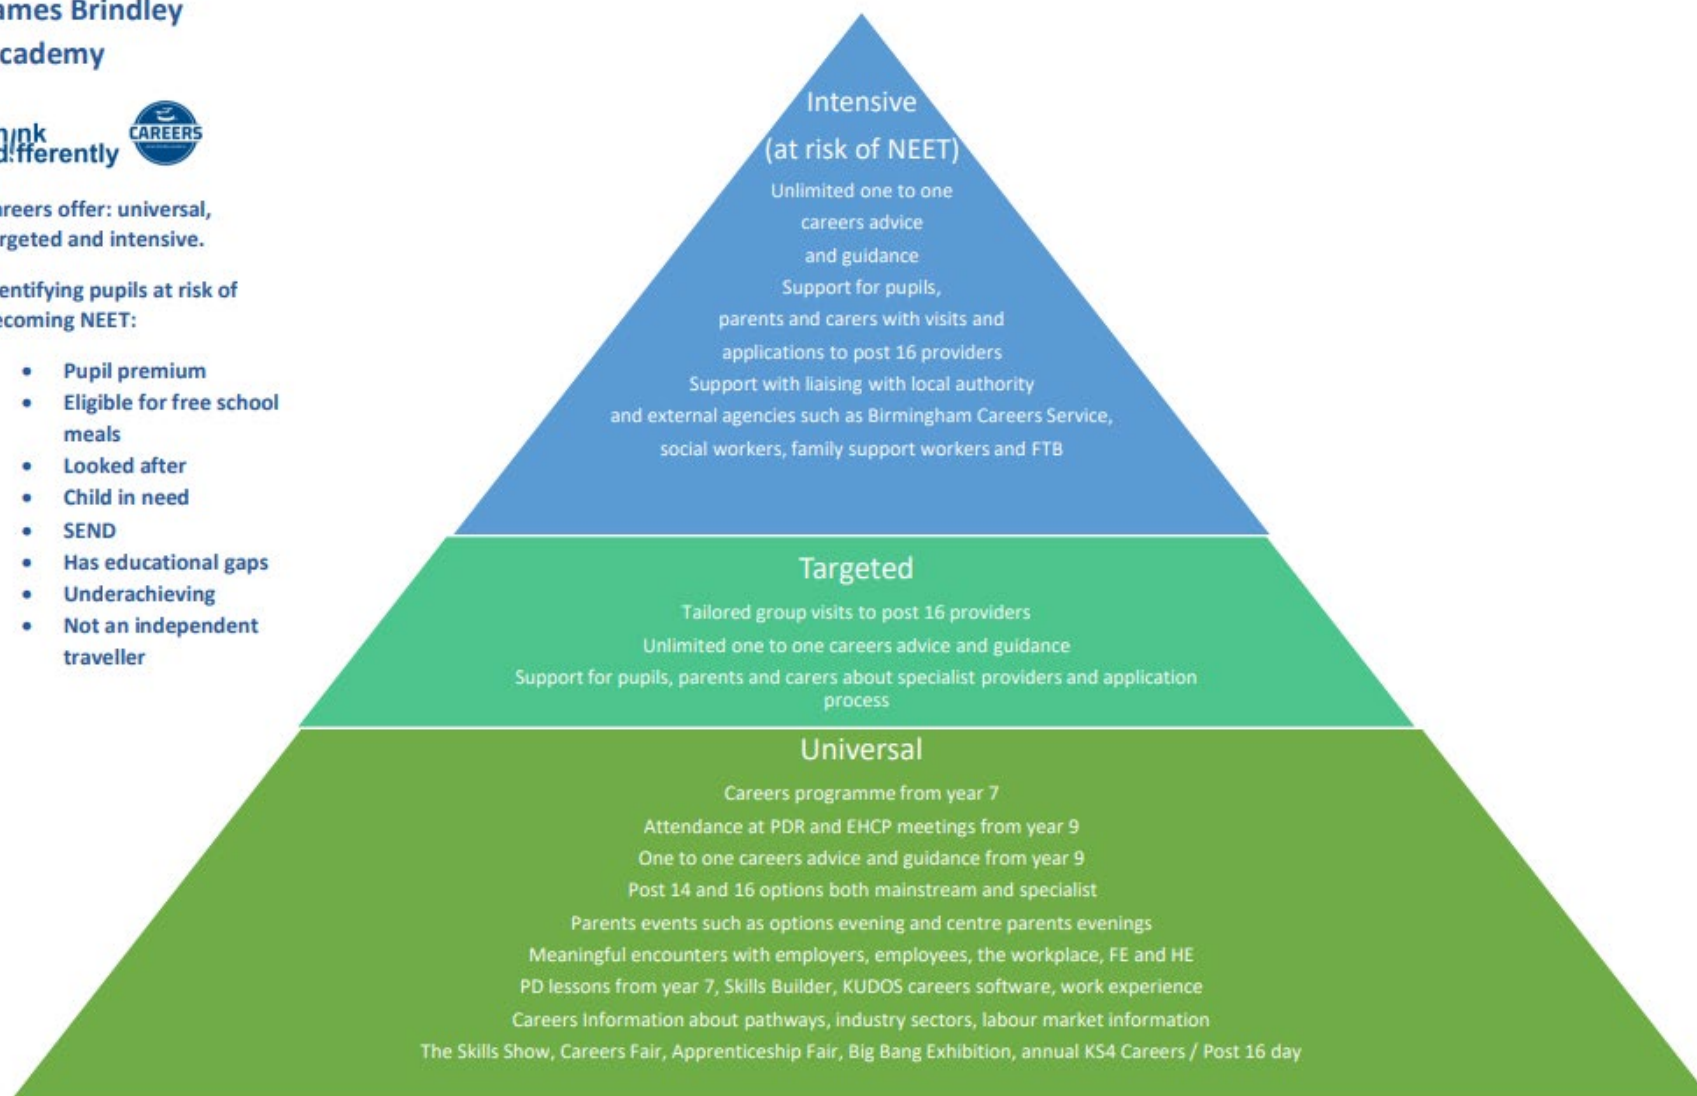 ames Brindley
cademy
hink
d!fferently
CAREERS
areers offer: universal,
rgeted and intensive.
entifying pupils at risk of
ecoming NEET:
• Pupil premium
• Eligible for free school
meals
• Looked after
• Child in need
• SEND
• Has educational gaps
• Underachieving
• Not an independent
traveller
Intensive
(at risk of NEET)
Unlimited one to one
careers advice
and guidance
Support for pupils,
parents and carers with visits and
applications to post 16 providers
Support with liaising with local authority
and external agencies such as Birmingham Careers Service,
social workers, family support workers and FTB
Targeted
Tailored group visits to post 16 providers
Unlimited one to one careers advice and guidance
Support for pupils, parents and carers about specialist providers and application
process
Universal
Careers programme from year 7
Attendance at PDR and EHCP meetings from year 9
One to one careers advice and guidance from year 9
Post 14 and 16 options both mainstream and specialist
Parents events such as options evening and centre parents evenings
Meaningful encounters with employers, employees, the workplace, FE and HE
PD lessons from year 7, Skills Builder, KUDOS careers software, work experience
Careers Information about pathways, industry sectors, labour market information
The Skills Show, Careers Fair, Apprenticeship Fair, Big Bang Exhibition, annual KS4 Careers / Post 16 day